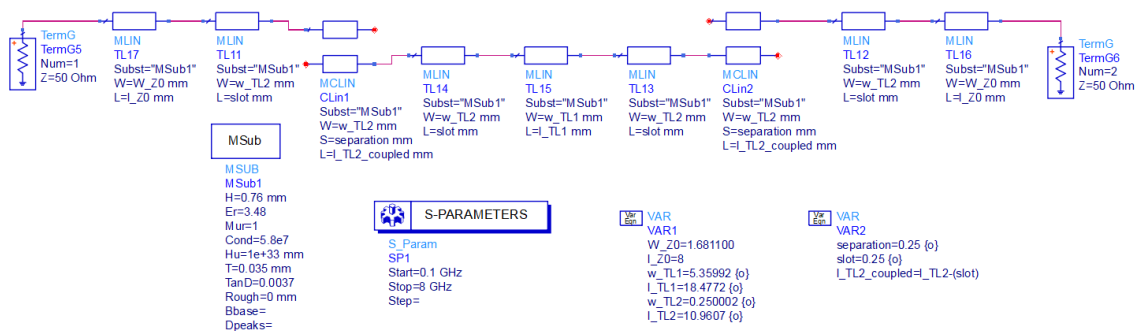 TermG
TermG5
Num=1
Z=50 Ohm
MLIN
TL17
Subst="MSub1"
W=W_Z0 mm
L=l_Z0 mm
MLIN
TL11
Subst="MSub1"
W=w_TL2 mm
L=slot mm
MCLIN
CLin1
Subst="MSub1"
W=w_TL2 mm
S=separation mm
L=l_TL2_coupled mm
MLIN
TL14
Subst="MSub1"
W=w_TL2 mm
L=slot mm
MLIN
TL15
Subst="MSub1"
W=w_TL1 mm
L=l_TL1 mm
MLIN
TL13
Subst="MSub1"
W=w_TL2 mm
L=slot mm
MCLIN
CLin2
Subst="MSub1"
W=w_TL2 mm
S=separation mm
L=l_TL2_coupled mm
MLIN
TL12
Subst="MSub1"
W=w_TL2 mm
L=slot mm
MLIN
TL16
Subst="MSub1"
W=W_Z0 mm
L=l_Z0 mm
TermG
TermG6
Num=2
Z=50 Ohm
MSub
MSUB
MSub1
H=0.76 mm
Er=3.48
Mur=1
Cond=5.8e7
Hu=1e+33 mm
T=0.035 mm
TanD=0.0037
Rough=0 mm
Bbase=
Dpeaks=
S-PARAMETERS
S_Param
SP1
Start=0.1 GHz
Stop=8 GHz
Step=
Var
Eqn
VAR
VAR1
W_Z0=1.681100
l_Z0=8
w_TL1=5.35992 {o}
l_TL1=18.4772 {o}
w_TL2=0.250002 {o}
l_TL2=10.9607 {o}
Var
Eqn
VAR
VAR2
separation=0.25 {o}
slot=0.25 {o}
l_TL2_coupled=l_TL2-(slot)